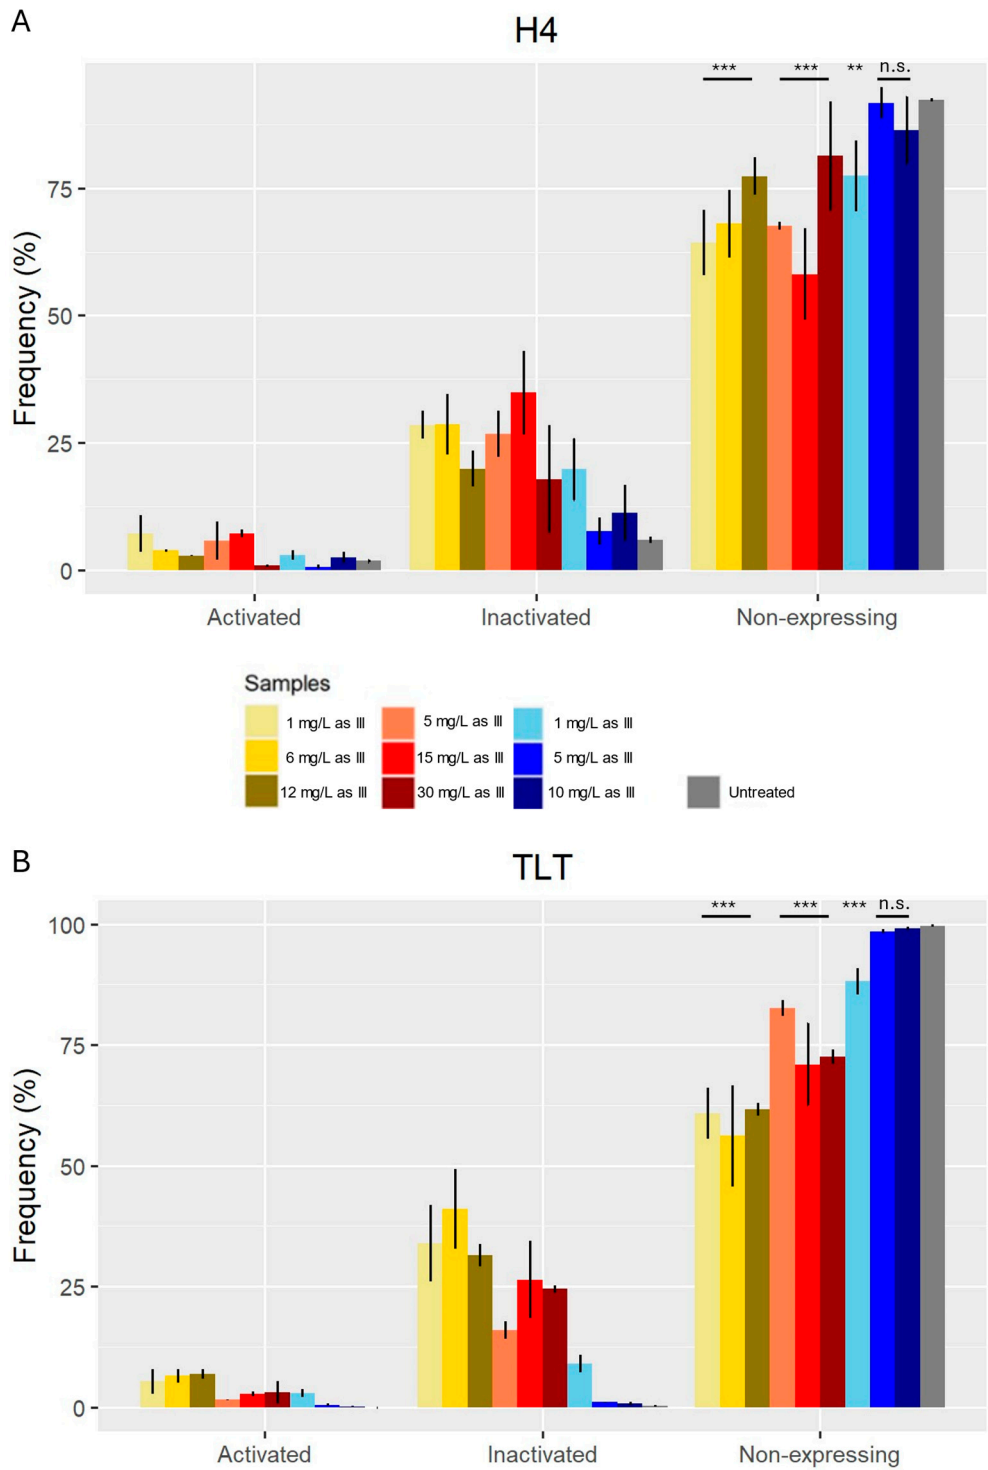 A
H4
*** *** ** n.s.
75
50
25
0
Frequency (%)
Activated Inactivated Non-expressing
Samples
1 mg/L as III 5 mg/L as III 1 mg/L as III
6 mg/L as III 15 mg/L as III 5 mg/L as III
12 mg/L as III 30 mg/L as III 10 mg/L as III Untreated
B
TLT
*** *** *** n.s.
100
75
50
25
0
Frequency (%)
Activated Inactivated Non-expressing